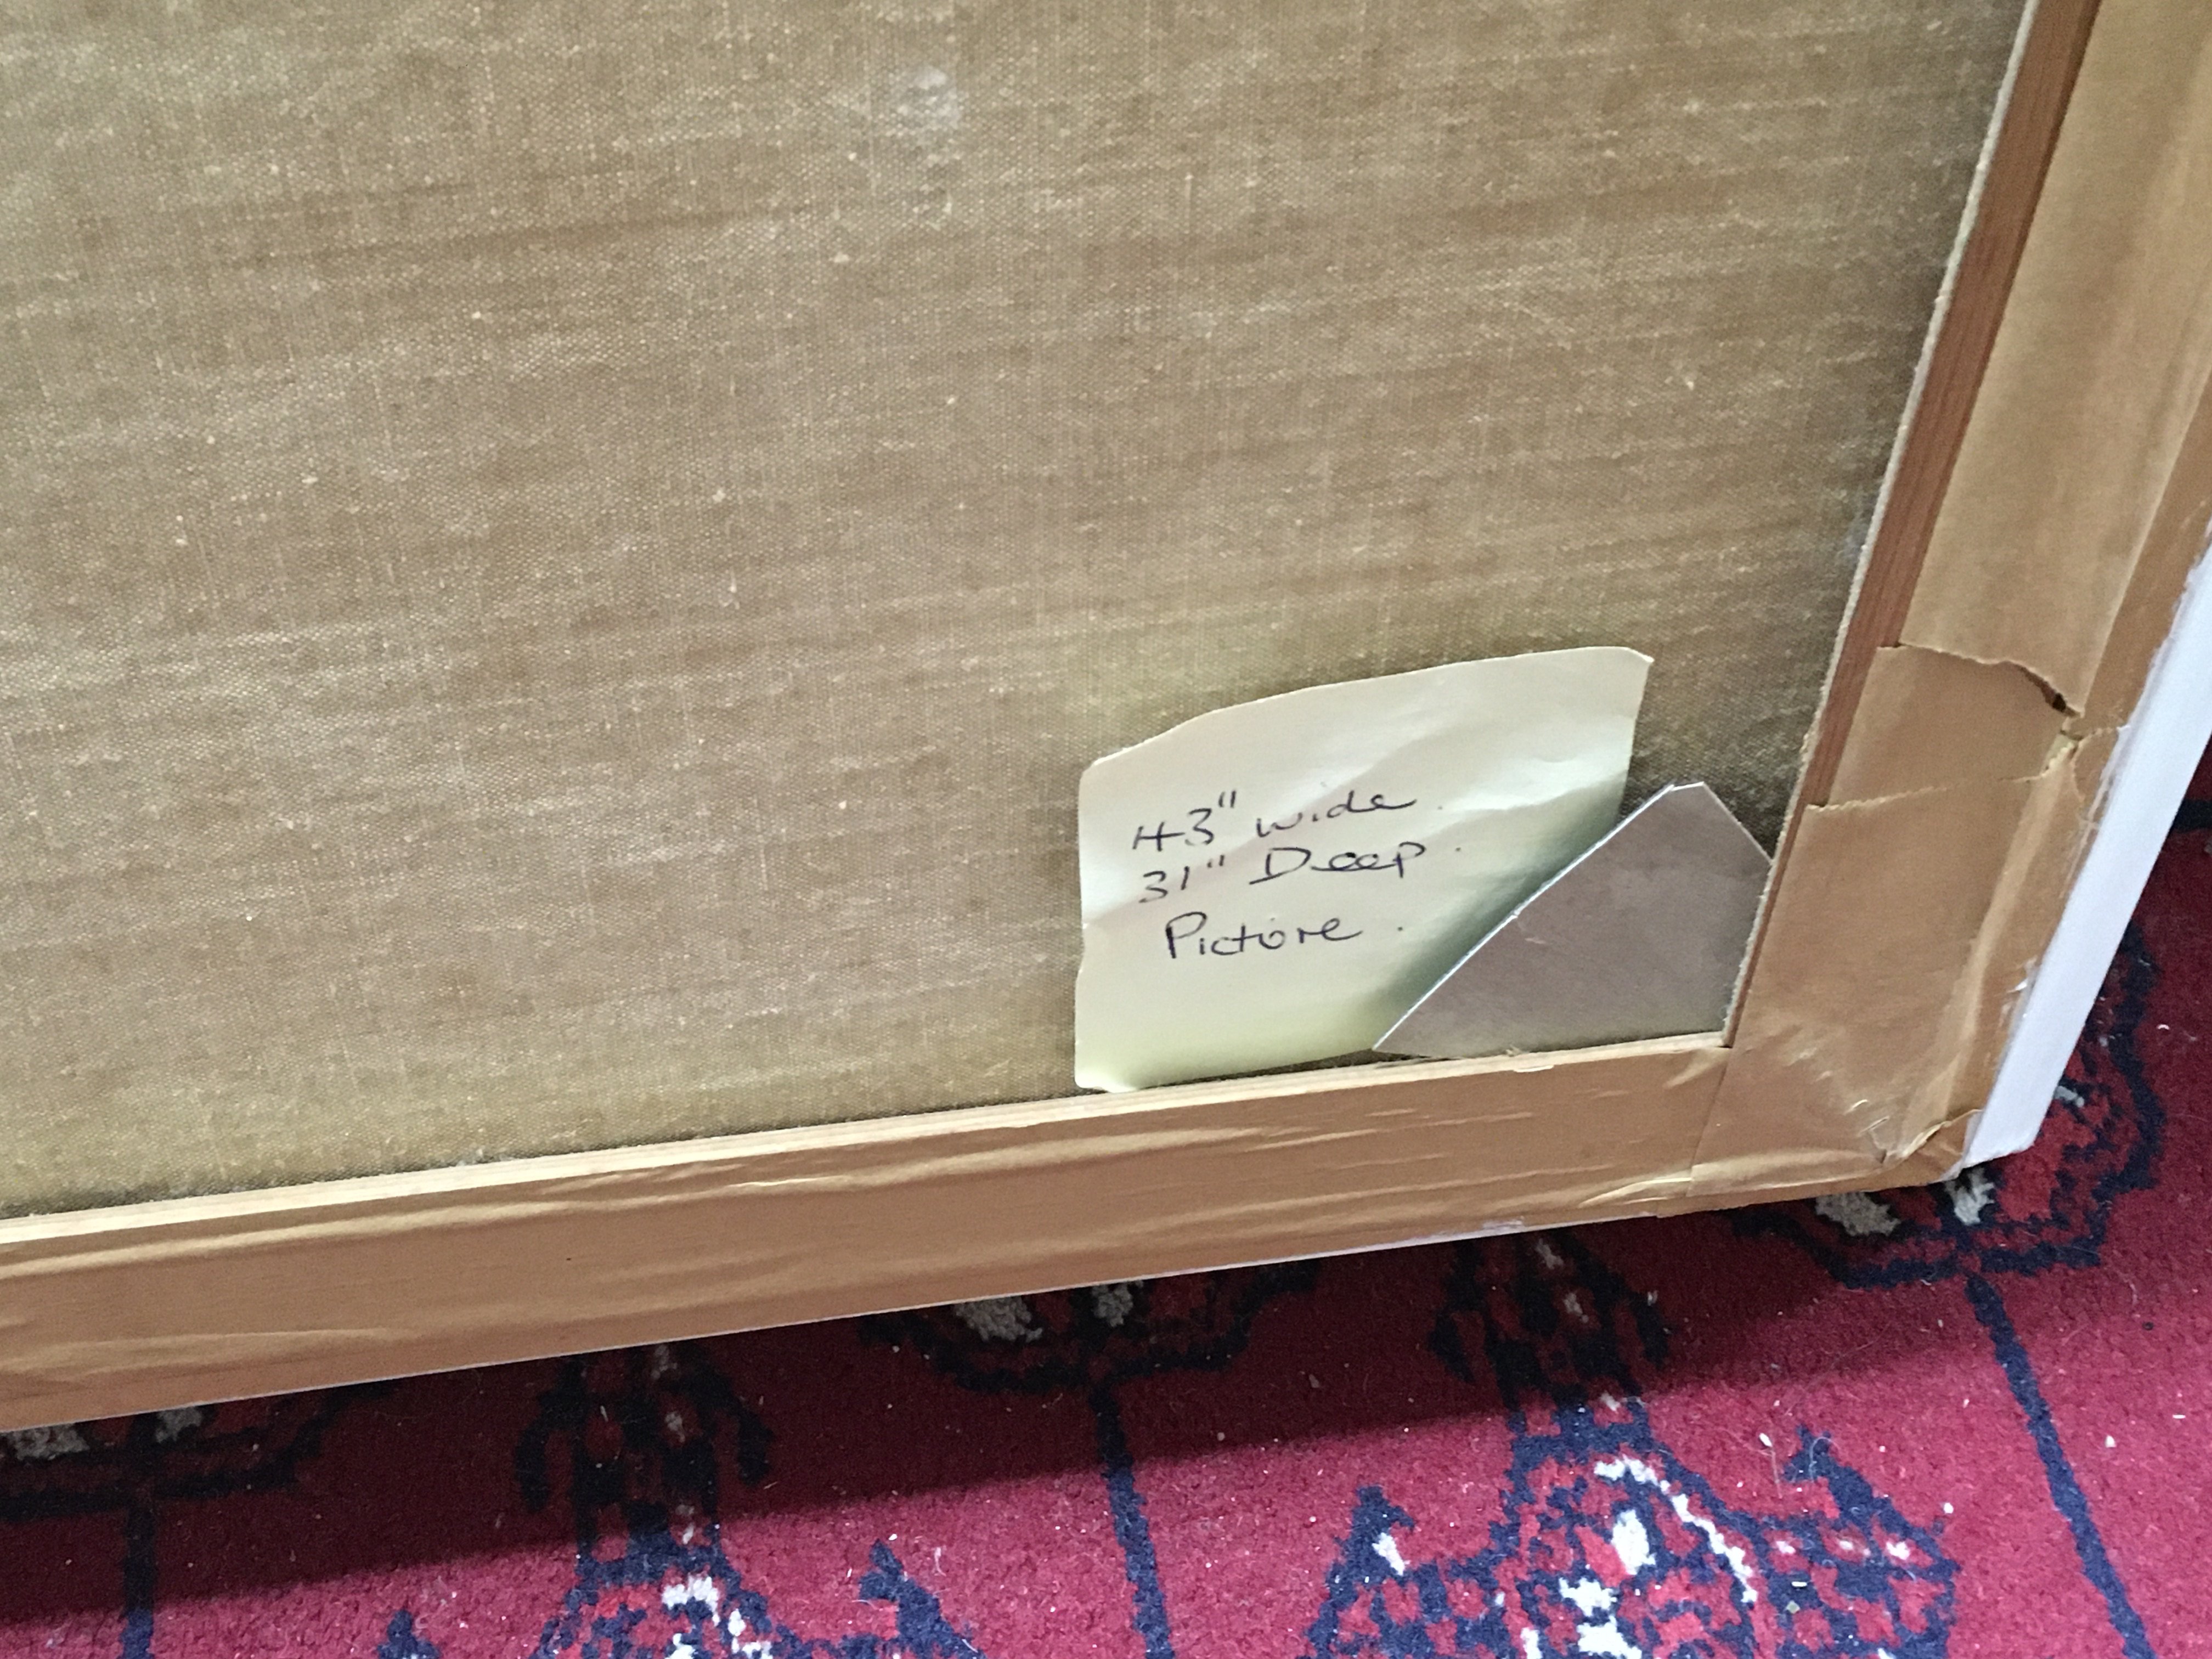 43" wide.
31" Deep.
Picture.